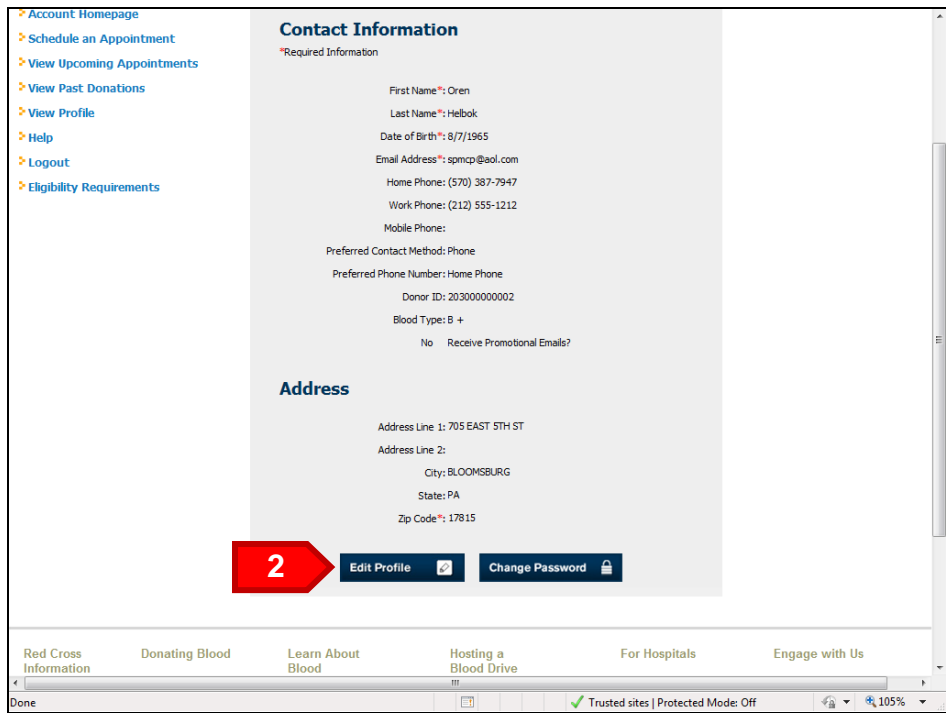 Account Homepage
Schedule an Appointment
View Upcoming Appointments
View Past Donations
View Profile
Help
Logout
Eligibility Requirements
Contact Information
*Required Information
First Name*: Oren
Last Name*: Helbok
Date of Birth*: 8/7/1965
Email Address*: spmcp@aol.com
Home Phone: (570) 387-7947
Work Phone: (212) 555-1212
Mobile Phone:
Preferred Contact Method: Phone
Preferred Phone Number: Home Phone
Donor ID: 203000000002
Blood Type: B +
No Receive Promotional Emails?
Address
Address Line 1: 705 EAST 5TH ST
Address Line 2:
City: BLOOMSBURG
State: PA
Zip Code*: 17815
2
Edit Profile
Change Password
Red Cross Information
Donating Blood
Learn About Blood
Hosting a Blood Drive
For Hospitals
Engage with Us
Done
Trusted sites | Protected Mode: Off
105%